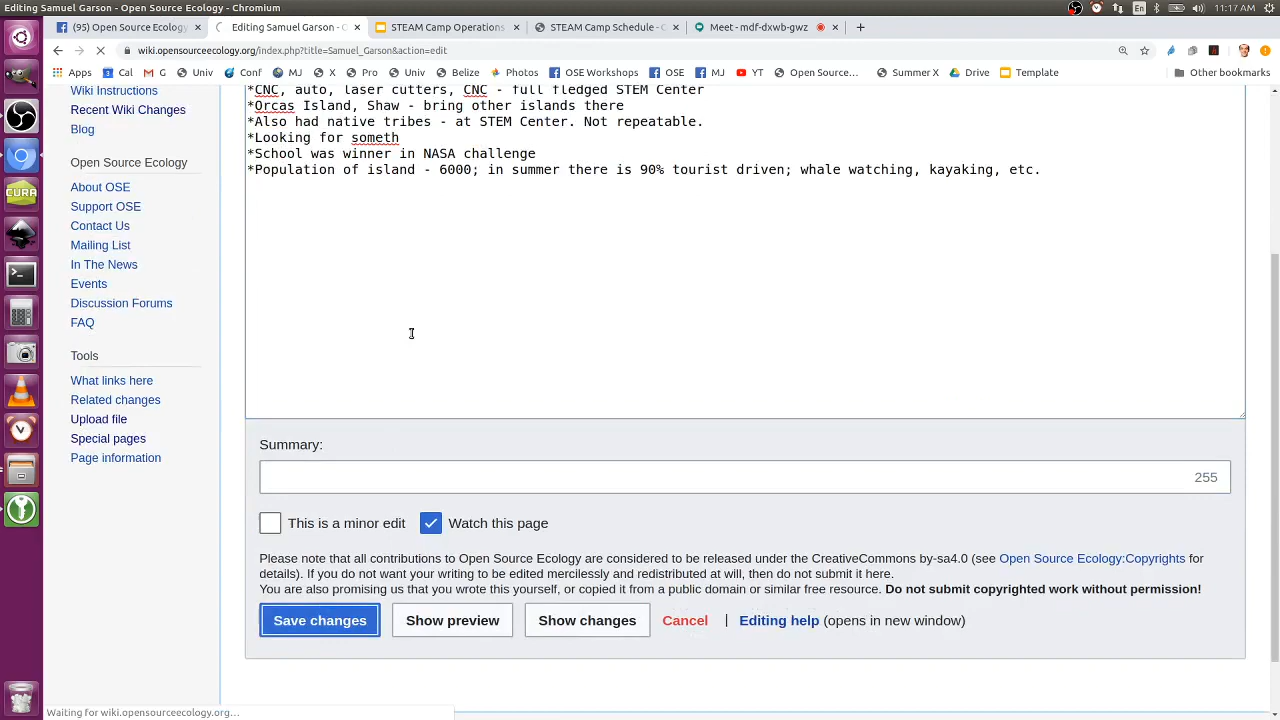 Editing Samuel Garson - Open Source Ecology - Chromium
En
11:17 AM
(95) Open Source Ecology
Editing Samuel Garson - O
STEAM Camp Operations
STEAM Camp Schedule - O
Meet - mdf-dxwb-gwz
wiki.opensourceecology.org/index.php?title=Samuel_Garson&action=edit
Apps
Cal
G
Univ
Conf
MJ
X
Pro
Univ
Belize
Photos
OSE Workshops
OSE
MJ
YT
Open Source…
Summer X
Drive
Template
Other bookmarks
Wiki Instructions
Recent Wiki Changes
Blog
Open Source Ecology
About OSE
Support OSE
Contact Us
Mailing List
In The News
Events
Discussion Forums
FAQ
Tools
What links here
Related changes
Upload file
Special pages
Page information
*CNC, auto, laser cutters, CNC - full fledged STEM Center
*Orcas Island, Shaw - bring other islands there
*Also had native tribes - at STEM Center. Not repeatable.
*Looking for someth
*School was winner in NASA challenge
*Population of island - 6000; in summer there is 90% tourist driven; whale watching, kayaking, etc.
Summary:
255
This is a minor edit
Watch this page
Please note that all contributions to Open Source Ecology are considered to be released under the CreativeCommons by-sa4.0 (see Open Source Ecology:Copyrights for
details). If you do not want your writing to be edited mercilessly and redistributed at will, then do not submit it here.
You are also promising us that you wrote this yourself, or copied it from a public domain or similar free resource. Do not submit copyrighted work without permission!
Save changes
Show preview
Show changes
Cancel
|
Editing help (opens in new window)
Waiting for wiki.opensourceecology.org…
CURA